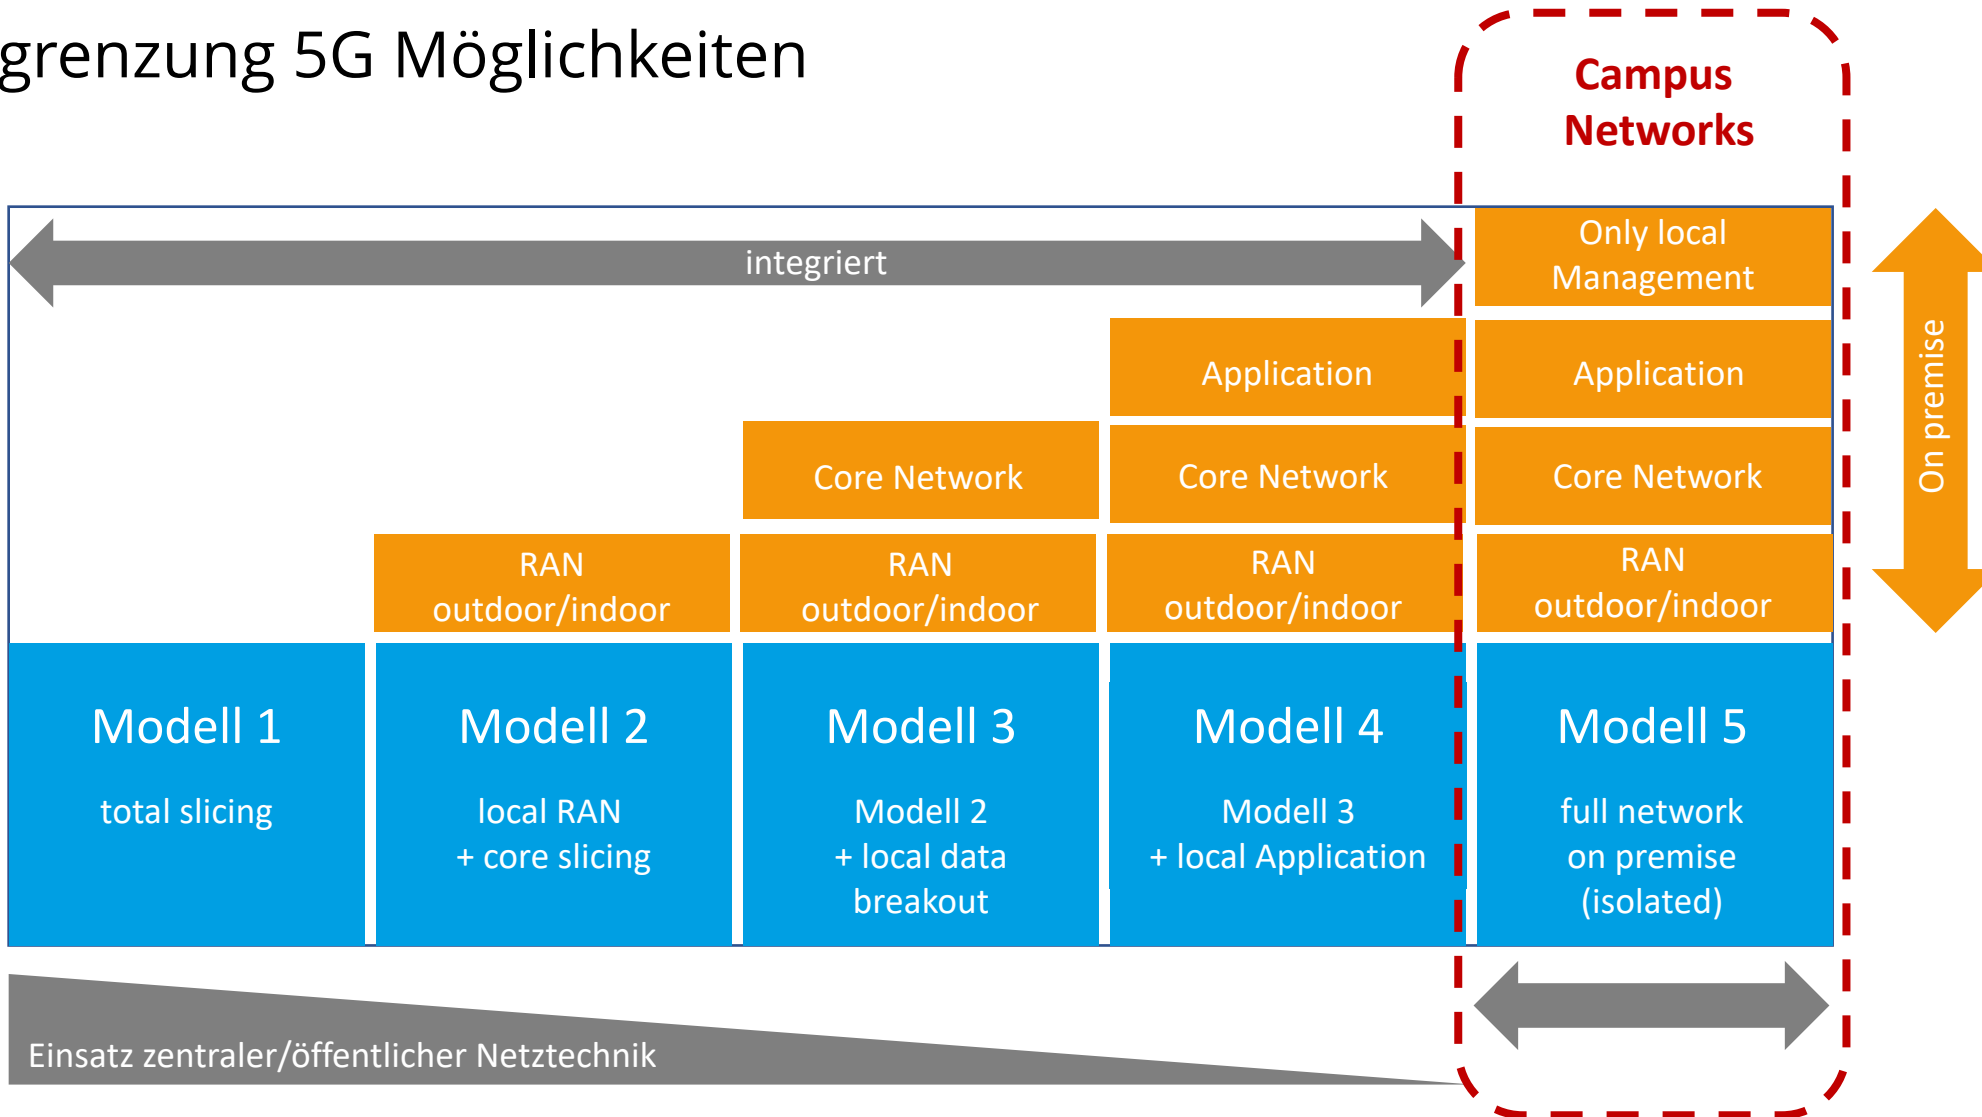 grenzung 5G Möglichkeiten
Campus
Networks
integriert
Only local
Management
Application
Application
Core Network
Core Network
Core Network
RAN
outdoor/indoor
RAN
outdoor/indoor
RAN
outdoor/indoor
RAN
outdoor/indoor
On premise
Modell 1
total slicing
Modell 2
local RAN
+ core slicing
Modell 3
Modell 2
+ local data
breakout
Modell 4
Modell 3
+ local Application
Modell 5
full network
on premise
(isolated)
Einsatz zentraler/öffentlicher Netztechnik